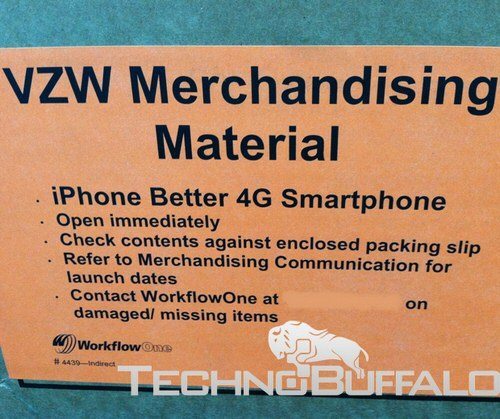 VZW Merchandising
Material
· iPhone Better 4G Smartphone
· Open immediately
· Check contents against enclosed packing slip
· Refer to Merchandising Communication for
launch dates
· Contact WorkflowOne at on
damaged/ missing items
WorkflowOne
# 4439—Indirect
TECHNOBUFFALO